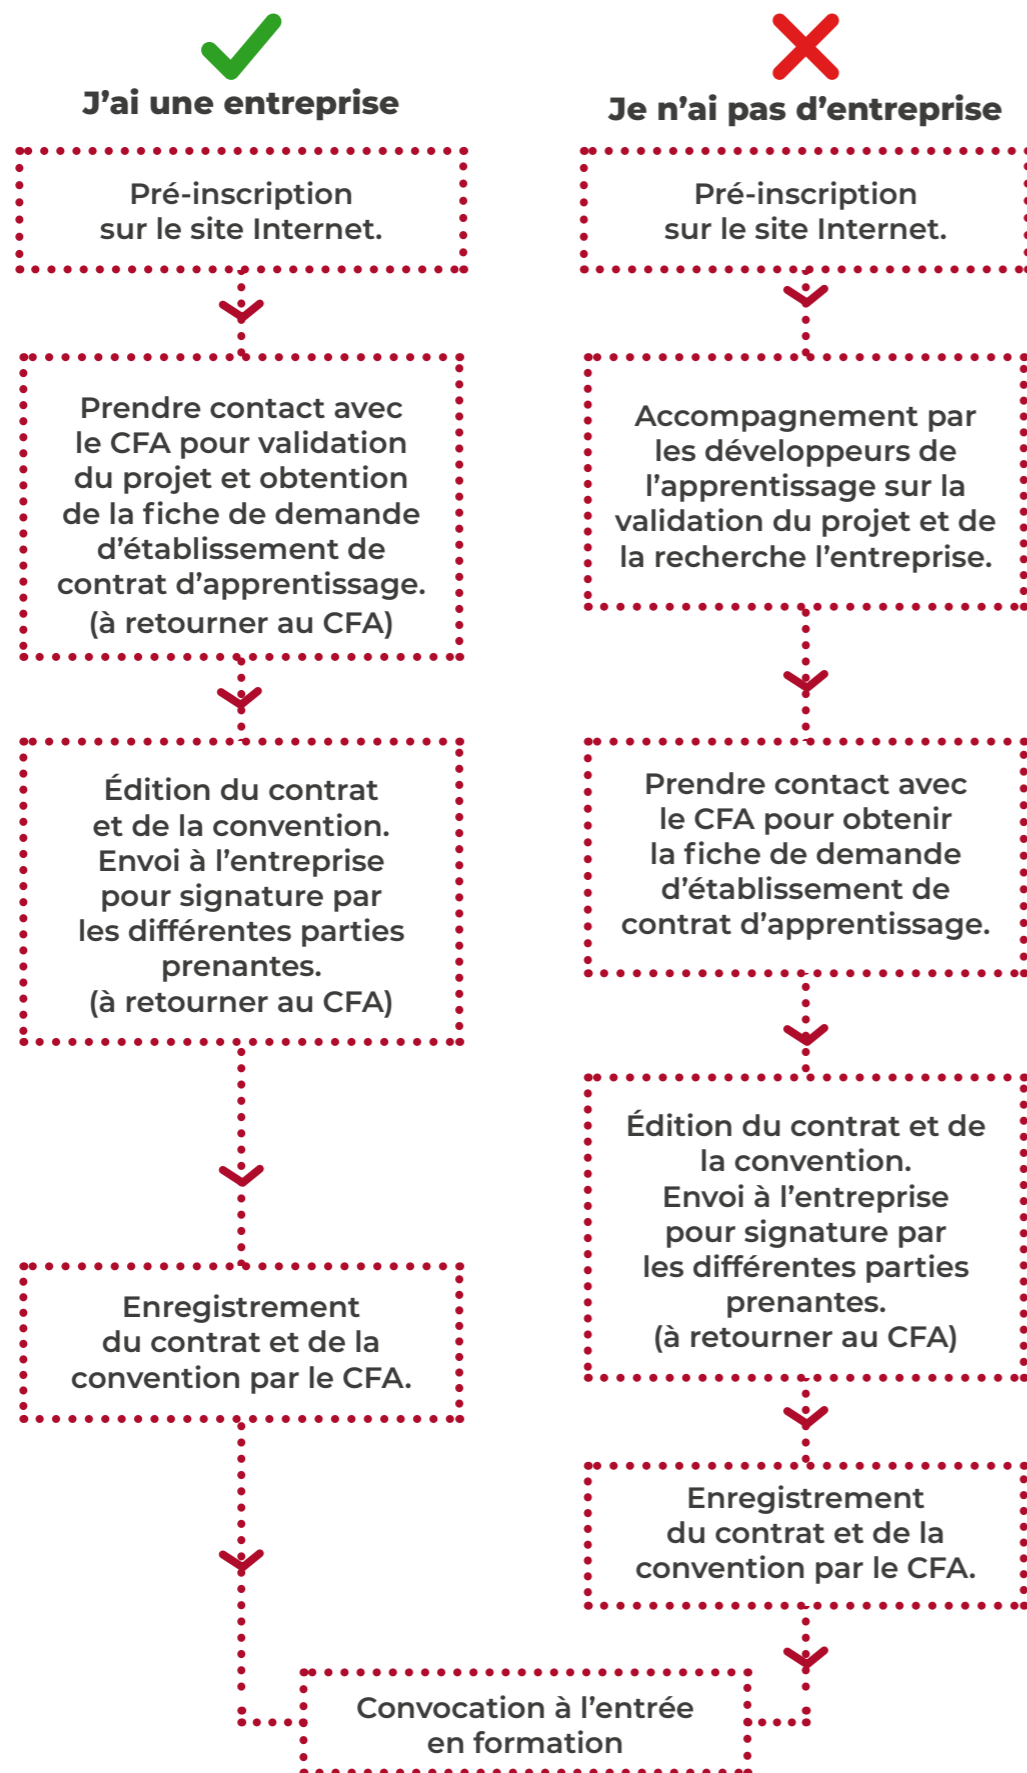 J’ai une entreprise
Pré-inscription
sur le site Internet.
Prendre contact avec
le CFA pour validation
du projet et obtention
de la fiche de demande
d’établissement de
contrat d’apprentissage.
(à retourner au CFA)
Édition du contrat
et de la convention.
Envoi à l’entreprise
pour signature par
les différentes parties
prenantes.
(à retourner au CFA)
Enregistrement
du contrat et de la
convention par le CFA.
Je n’ai pas d’entreprise
Pré-inscription
sur le site Internet.
Accompagnement par
les développeurs de
l’apprentissage sur la
validation du projet et de
la recherche l’entreprise.
Prendre contact avec
le CFA pour obtenir
la fiche de demande
d’établissement de
contrat d’apprentissage.
Édition du contrat et de
la convention.
Envoi à l’entreprise
pour signature par
les différentes parties
prenantes.
(à retourner au CFA)
Enregistrement
du contrat et de la
convention par le CFA.
Convocation à l’entrée
en formation